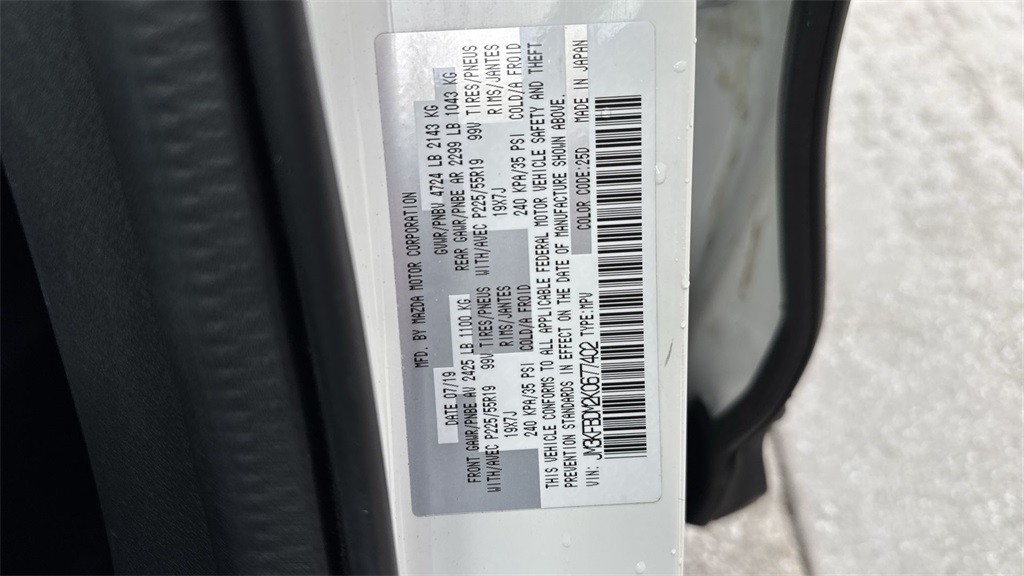 MFD. BY MAZDA MOTOR CORPORATION
DATE 07/19 GVWR/PNBV 4724 LB 2143 KG
FRONT GAWR/PNBE AV 2425 LB 1100 KG REAR GAWR/PNBE AR 2299 LB 1043 KG
WITH/AVEC P225/55R19 99V TIRES/PNEUS WITH/AVEC P225/55R19 99V TIRES/PNEUS
19X7J RIMS/JANTES 19X7J RIMS/JANTES
240 KPA/35 PSI COLD/A FROID 240 KPA/35 PSI COLD/A FROID
THIS VEHICLE CONFORMS TO ALL APPLICABLE FEDERAL MOTOR VEHICLE SAFETY AND THEFT
PREVENTION STANDARDS IN EFFECT ON THE DATE OF MANUFACTURE SHOWN ABOVE.
VIN: JM3KFBDM2K0677402 TYPE:MPV COLOR CODE:25D MADE IN JAPAN